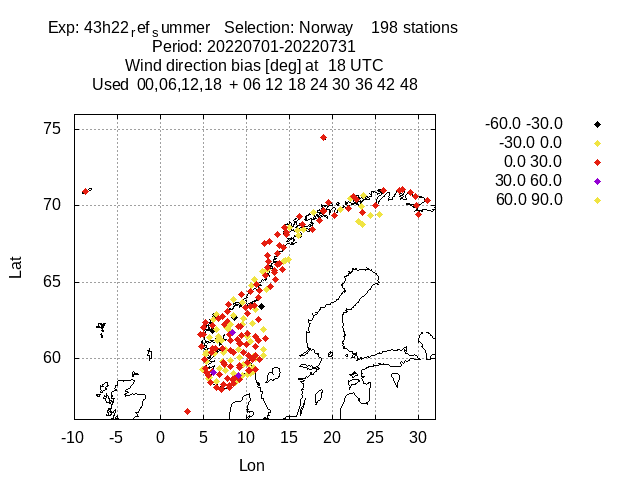 Exp: 43h22ref_summer   Selection: Norway    198 stations
Period: 20220701-20220731
Wind direction bias [deg] at  18 UTC
Used  00,06,12,18  + 06 12 18 24 30 36 42 48
-60.0 -30.0
-30.0 0.0
0.0 30.0
30.0 60.0
60.0 90.0
75
70
65
60
Lat
-10 -5 0 5 10 15 20 25 30
Lon